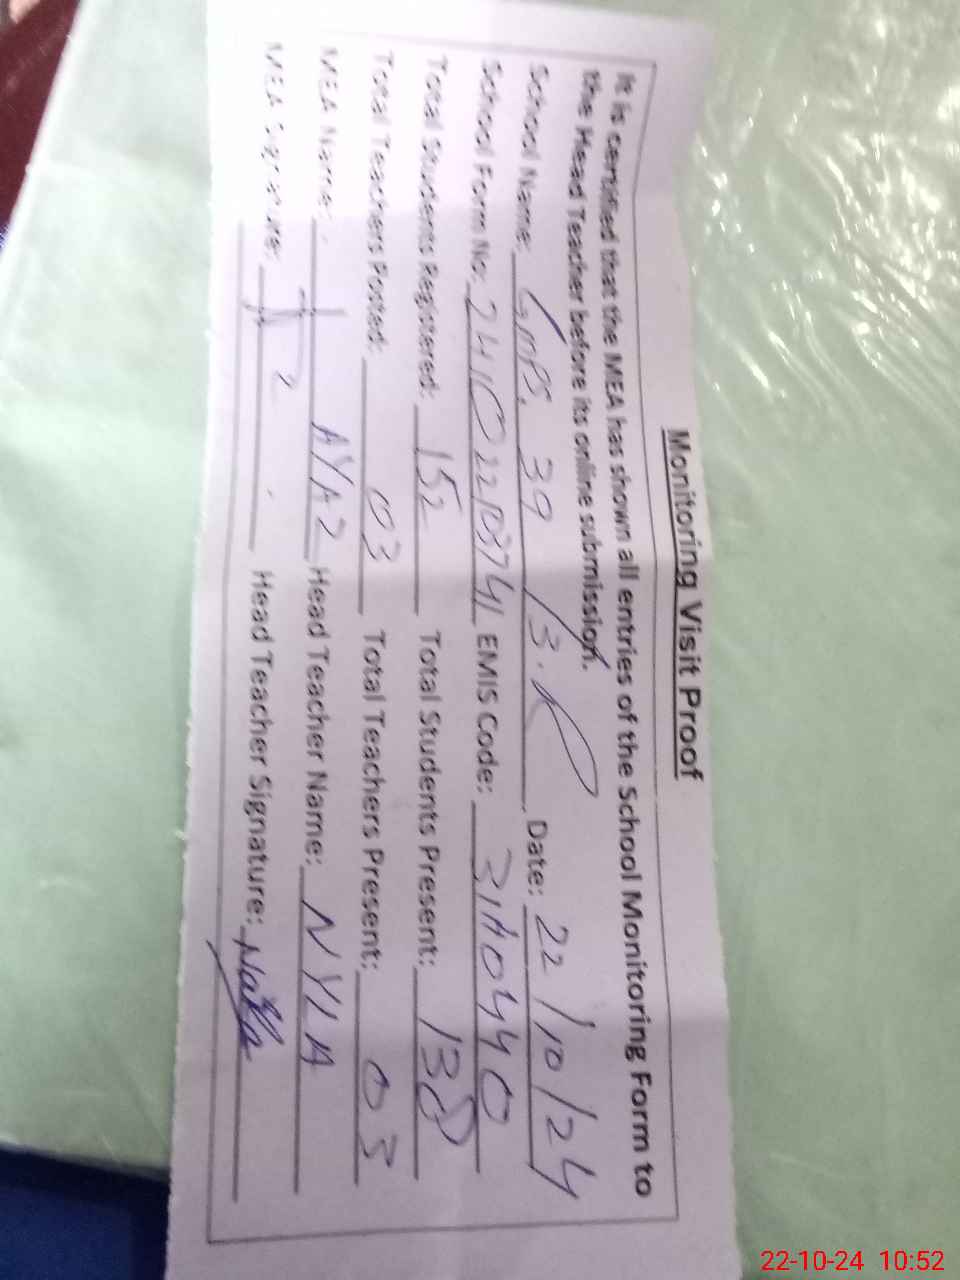 Monitoring Visit Proof
It is certified that the MEA has shown all entries of the School Monitoring Form to
the Head Teacher before its online submission.
School Name: GMPS. 39 /3.R Date: 22/10/24
School Form No: EMIS Code:
Total Students Registered: 152 Total Students Present: 138
Total Teachers Posted: 03 Total Teachers Present: 03
MEA Name: AYAZ Head Teacher Name: NYLA
MEA Signature: Head Teacher Signature:
22-10-24 10:52